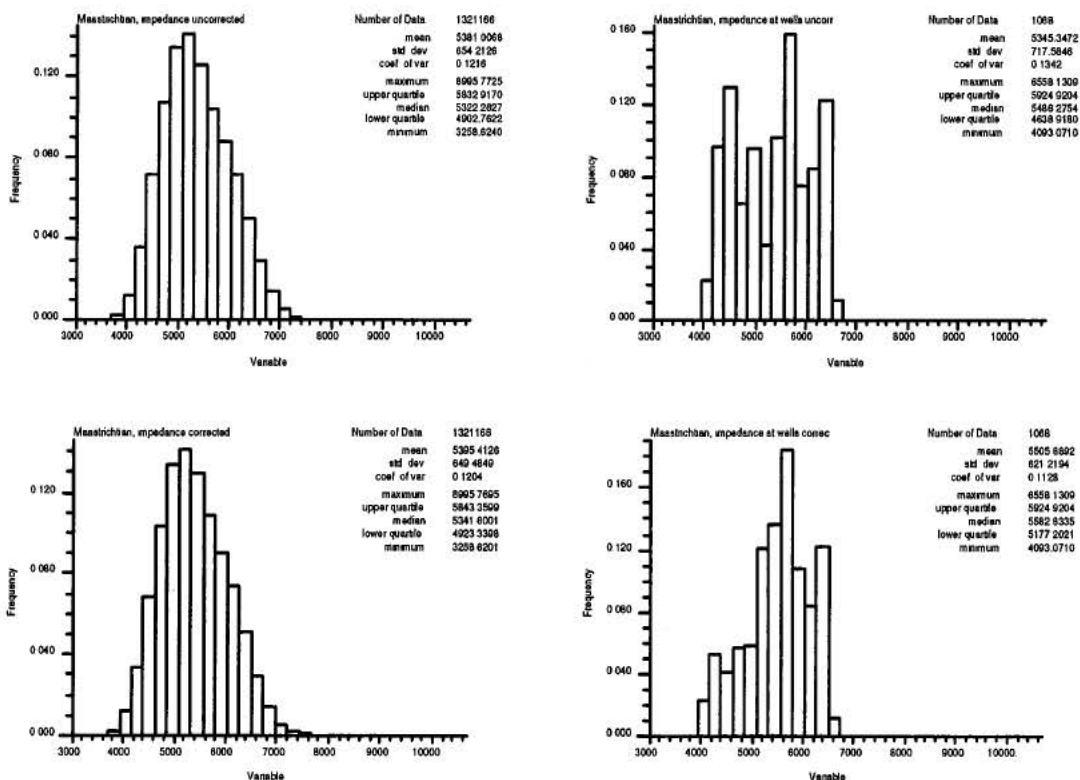 Maastrichtian, impedance uncorrected
Number of Data 1321166
mean 5381 0068
std dev 654 2126
coef of var 0 1216
maximum 8995 7725
upper quartile 5832 9170
median 5322 2627
lower quartile 4902.7622
minimum 3258.6240
Frequency
0 120
0 080
0 040
0 000
3000 4000 5000 6000 7000 8000 9000 10000
Variable
Maastrichtian, impedance at wells uncorr
Number of Data 1068
mean 5345.3472
std dev 717.5846
coef of var 0 1342
maximum 6558 1309
upper quartile 5924 9204
median 5486 2754
lower quartile 4638 9180
minimum 4093 0710
Frequency
0.160
0 120
0 080
0 040
0.000
3000 4000 5000 6000 7000 8000 9000 10000
Variable
Maastrichtian, impedance corrected
Number of Data 1321166
mean 5395 4126
std dev 649 4849
coef of var 0 1204
maximum 8995 7695
upper quartile 5843 3599
median 5341 8001
lower quartile 4923 3398
minimum 3258 6201
Frequency
0 120
0 080
0 040
0 000
3000 4000 5000 6000 7000 8000 9000 10000
Variable
Maastrichtian, impedance at wells correc
Number of Data 1068
mean 5505 8892
std dev 621 2194
coef of var 0 1128
maximum 6558 1309
upper quartile 5924 9204
median 5582 8335
lower quartile 5177 2021
minimum 4093.0710
Frequency
0 160
0 120
0 080
0 040
0 000
3000 4000 5000 6000 7000 8000 9000 10000
Variable